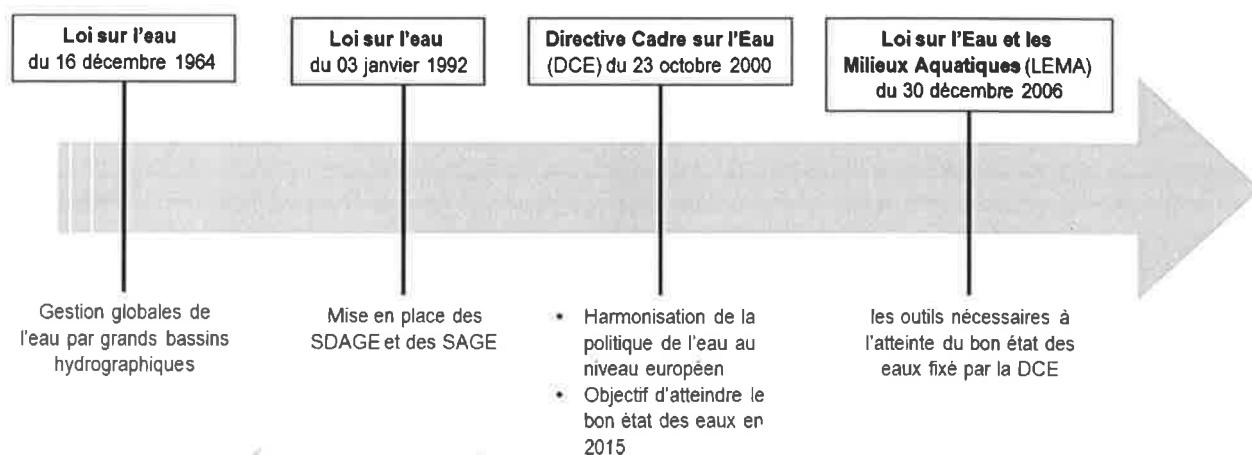 Loi sur l'eau
du 16 décembre 1964
Loi sur l'eau
du 03 janvier 1992
Directive Cadre sur l'Eau
(DCE) du 23 octobre 2000
Loi sur l'Eau et les
Milieux Aquatiques (LEMA)
du 30 décembre 2006
Gestion globales de
l'eau par grands bassins
hydrographiques
Mise en place des
SDAGE et des SAGE
• Harmonisation de la
politique de l'eau au
niveau européen
• Objectif d'atteindre le
bon état des eaux en
2015
les outils nécessaires à
l'atteinte du bon état des
eaux fixé par la DCE